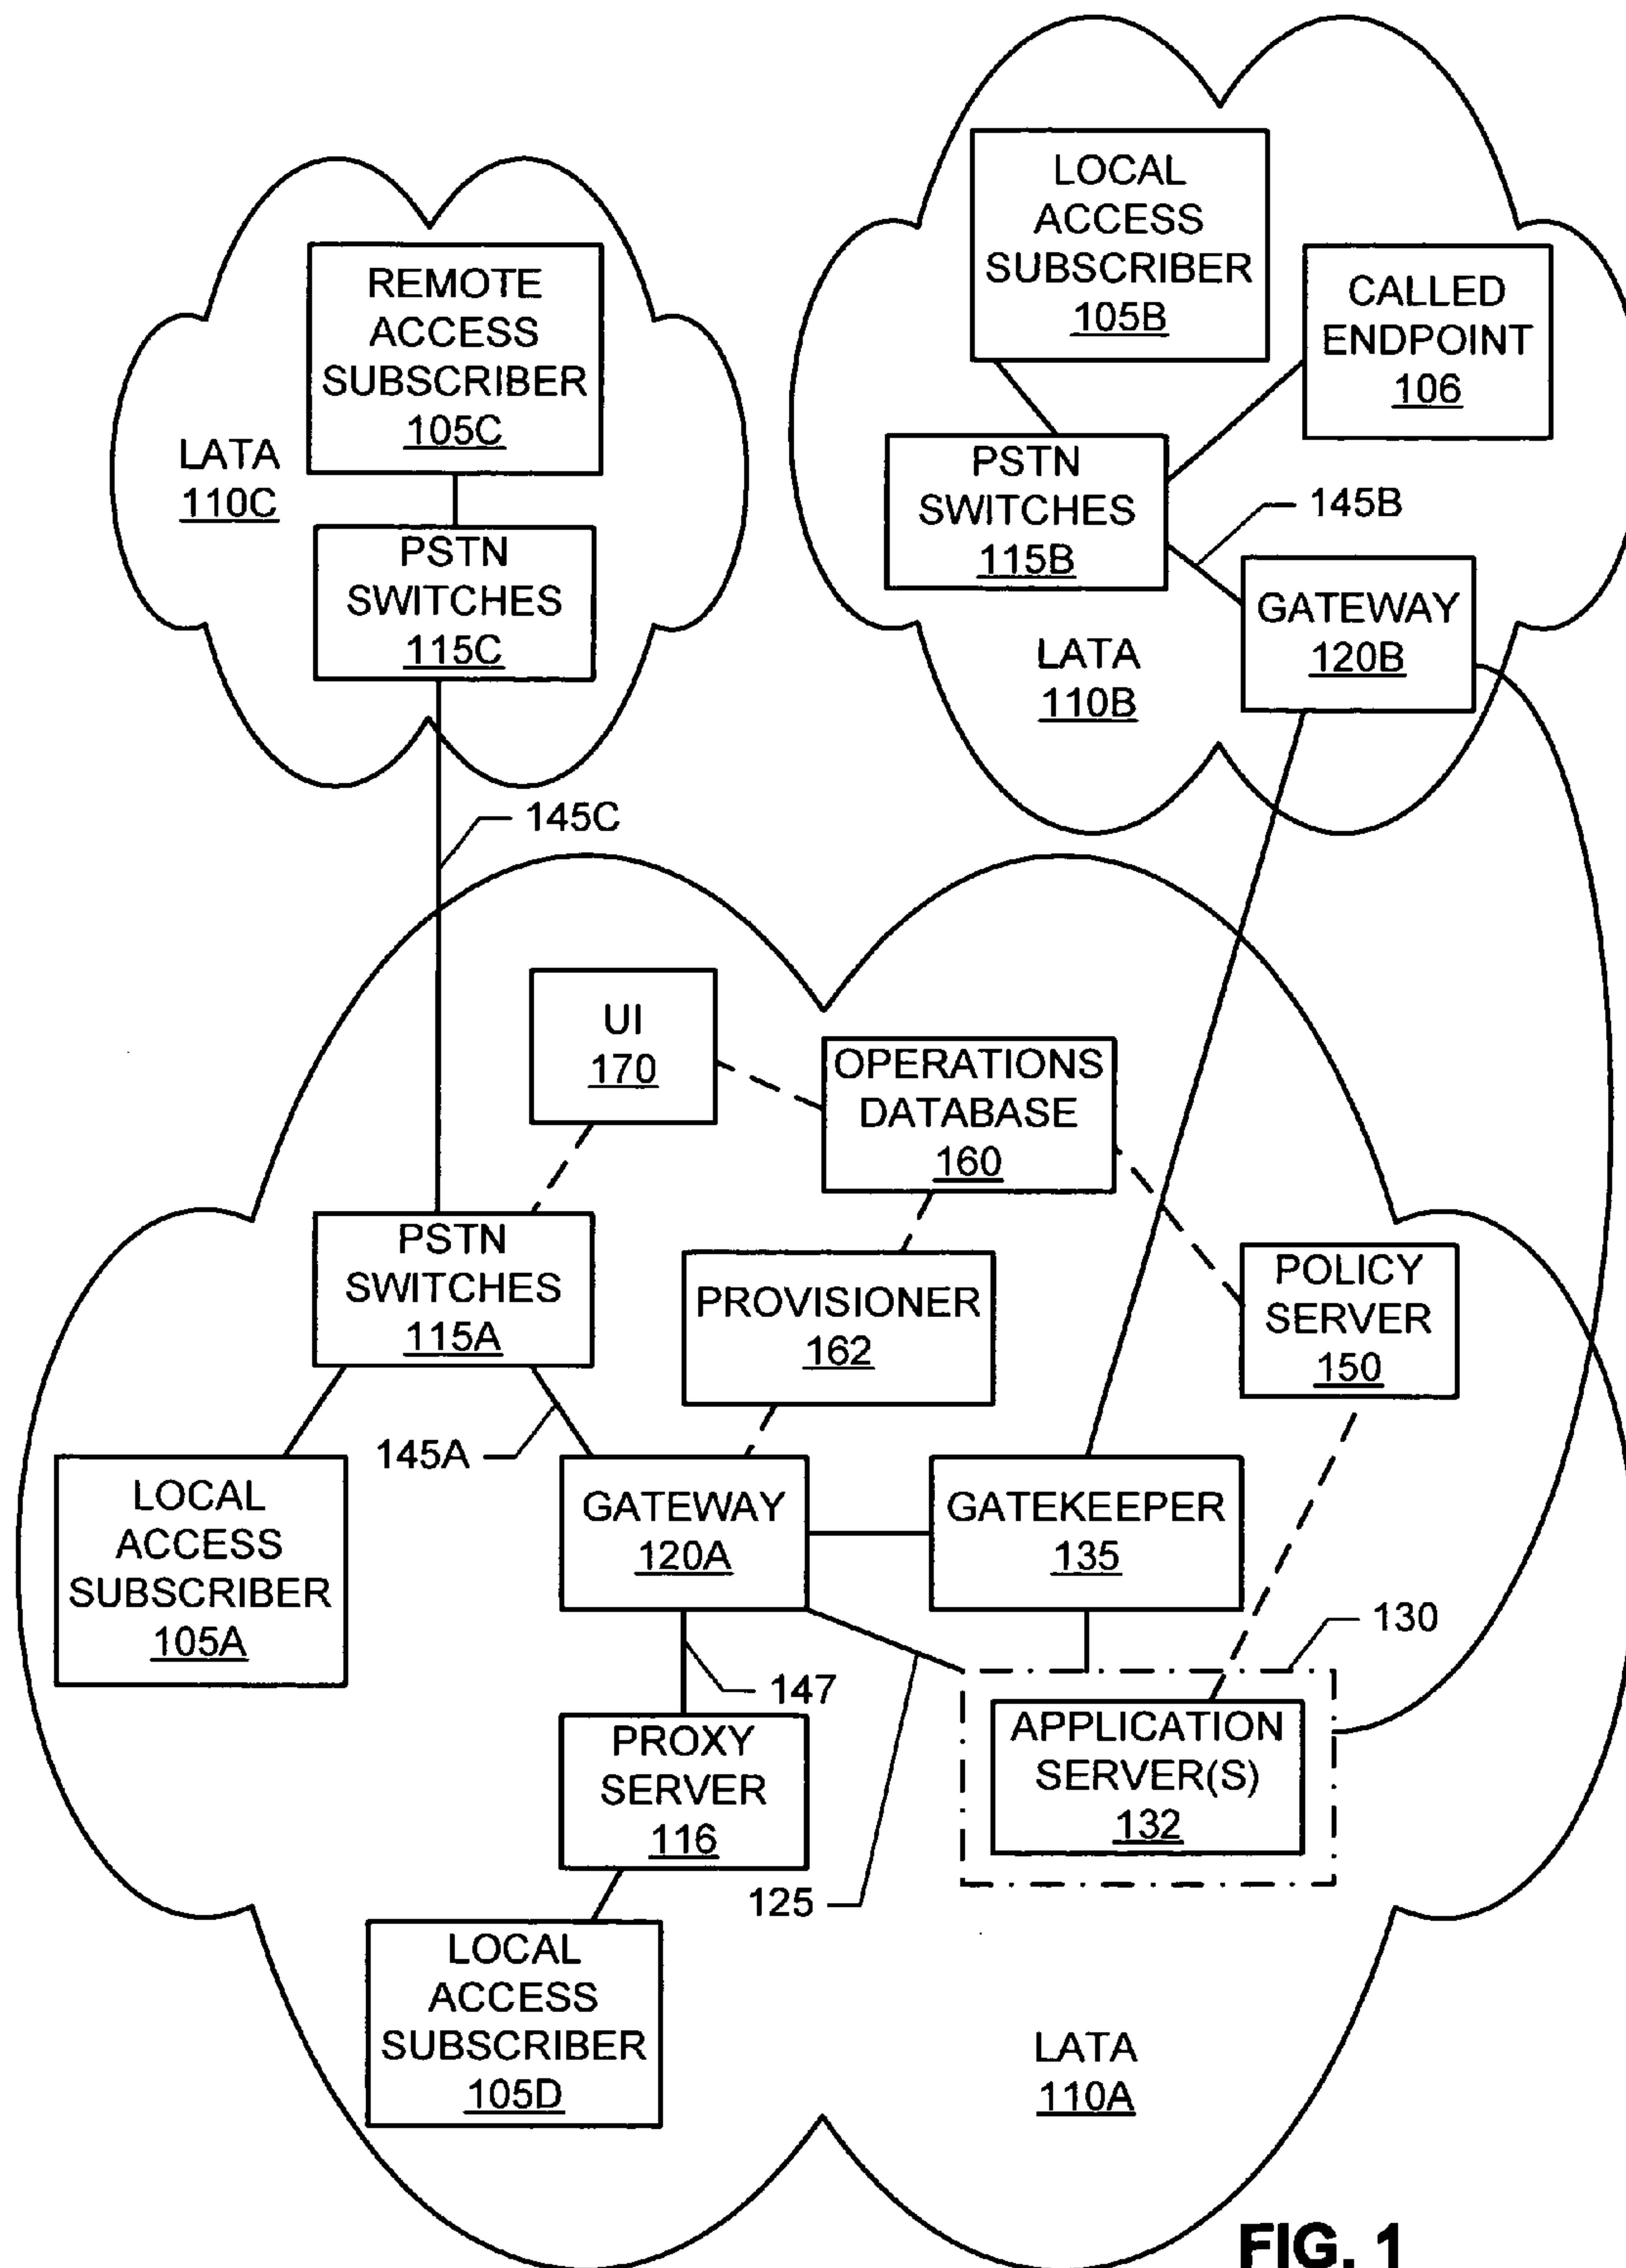 LOCAL
ACCESS
SUBSCRIBER
105B
CALLED
ENDPOINT
106
REMOTE
ACCESS
SUBSCRIBER
105C
LATA
110C
PSTN
SWITCHES
115C
PSTN
SWITCHES
115B
145B
GATEWAY
120B
LATA
110B
145C
UI
170
OPERATIONS
DATABASE
160
PSTN
SWITCHES
115A
PROVISIONER
162
POLICY
SERVER
150
145A
LOCAL
ACCESS
SUBSCRIBER
105A
GATEWAY
120A
GATEKEEPER
135
130
147
PROXY
SERVER
116
APPLICATION
SERVER(S)
132
125
LOCAL
ACCESS
SUBSCRIBER
105D
LATA
110A
FIG. 1